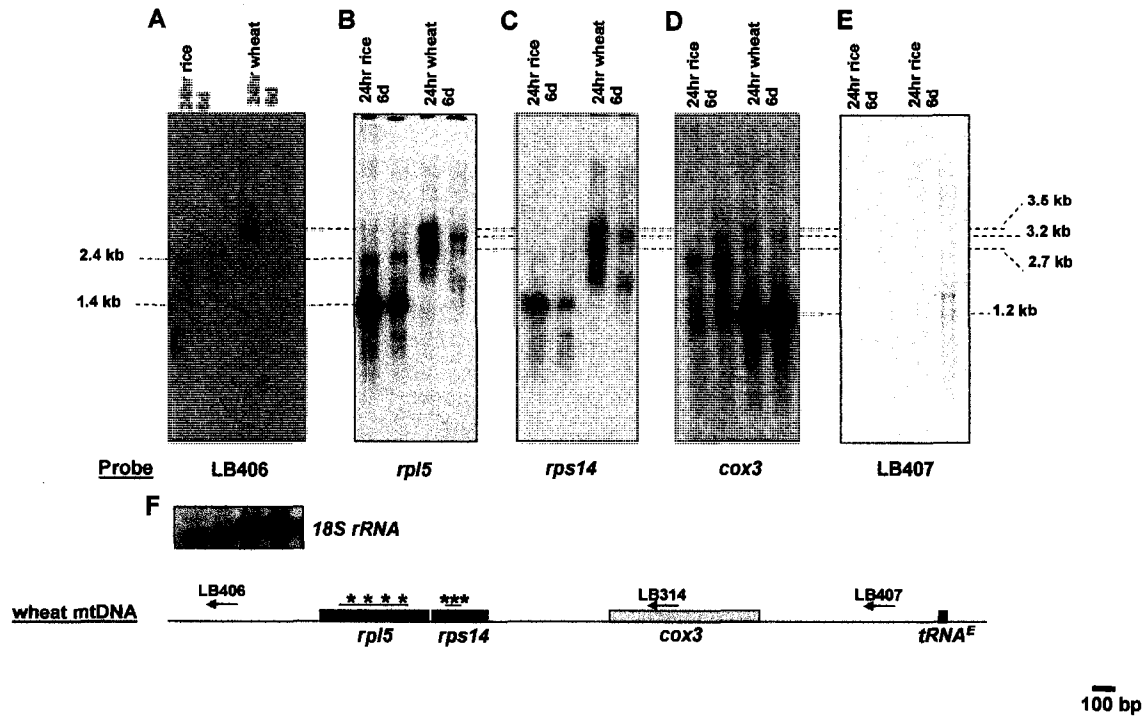 A B C D E
24hr rice
6d
24hr wheat
6d
24hr rice
6d
24hr wheat
6d
24hr rice
6d
24hr wheat
6d
24hr rice
6d
24hr wheat
6d
24hr rice
6d
24hr rice
6d
3.5 kb
3.2 kb
2.4 kb
2.7 kb
1.4 kb
1.2 kb
Probe LB406 rpl5 rps14 cox3 LB407
F
18S rRNA
LB406 **** *** LB314 LB407
wheat mtDNA
rpl5 rps14 cox3 tRNAᴱ
100 bp